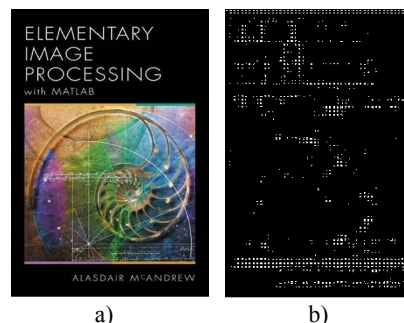 ELEMENTARY
IMAGE
PROCESSING
with MATLAB
ALASDAIR MCANDREW
a)
b)